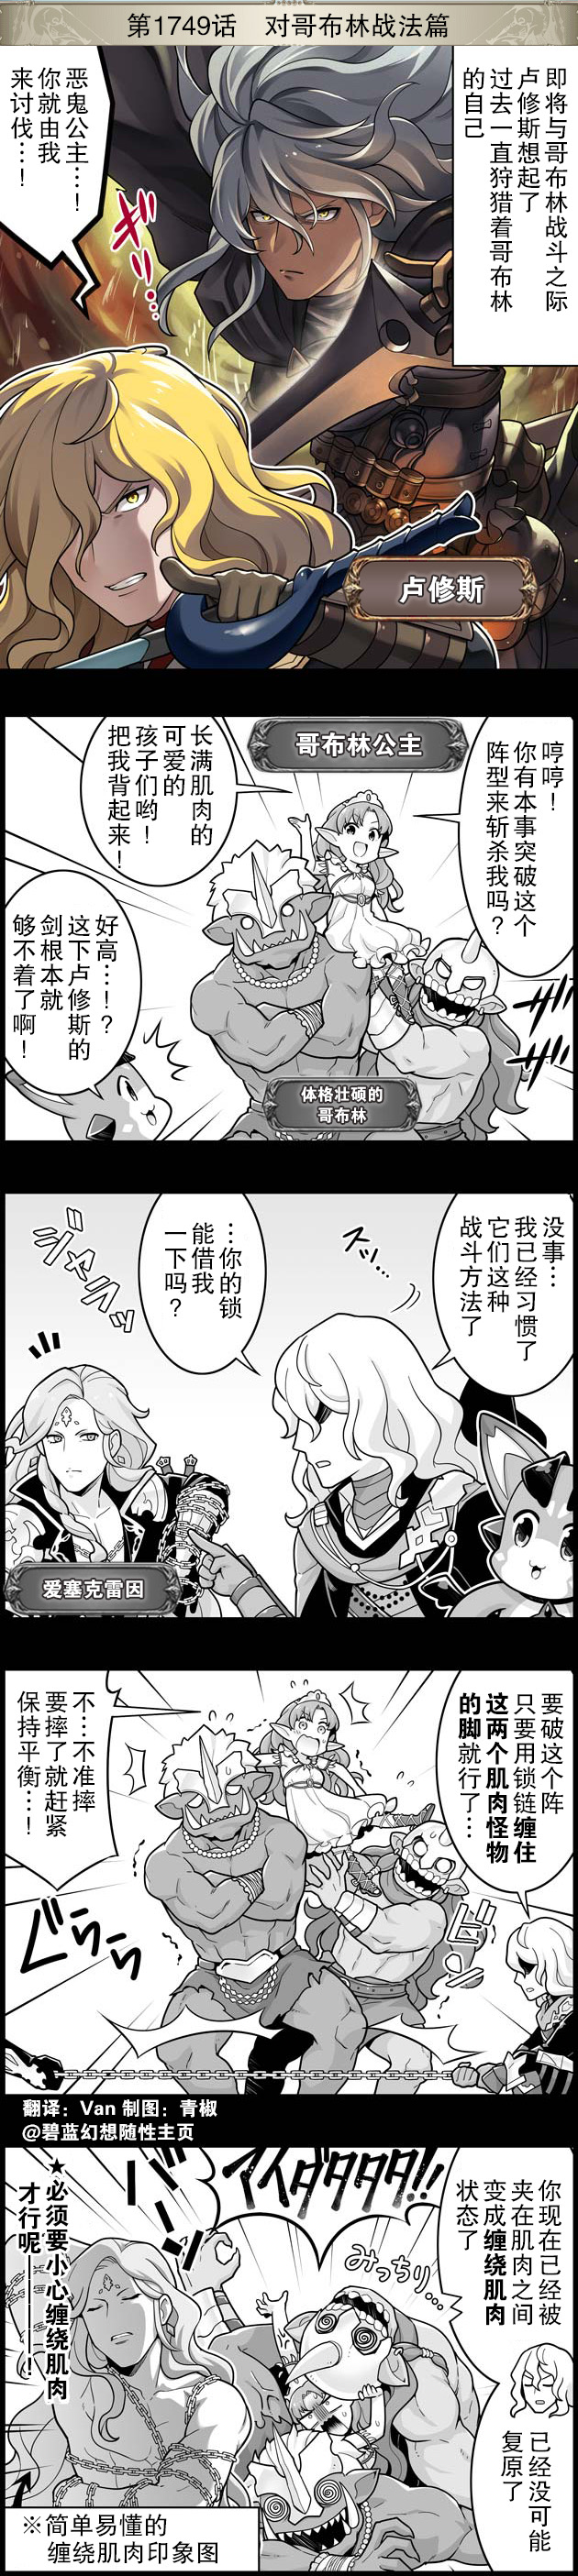 第1749话 对哥布林战法篇
即将与哥布林战斗之际
卢修斯想起了
过去一直狩猎着哥布林
的自己
恶鬼公主…！
你就由我
来讨伐…！
ギリ…
卢修斯
哼哼！
你有本事突破这个
阵型来斩杀我吗？
哥布林公主
长满肌肉的
可爱的
孩子们哟！
把我背起来！
好高…！？
这下卢修斯的
剑根本就
够不着了啊！
ザザッ
体格壮硕的
哥布林
没事…
我已经习惯了
它们这种
战斗方法了
スッ…
…你的锁
能借我
一下吗？
ジャラッ
爱塞克雷因
要破这个阵
只要用锁链缠住
这两个肌肉怪物
的脚就行了…
不…不准摔
要摔了就赶紧
保持平衡…！
ぐらら
ビン
翻译：Van 制图：青椒
@碧蓝幻想随性主页
你现在已经被
夹在肌肉之间
变成缠绕肌肉
状态了
已经没可能
复原了
アイダダダダ!!
みっちり…
★必须要小心缠绕肌肉
才行呢——！
※简单易懂的
缠绕肌肉印象图